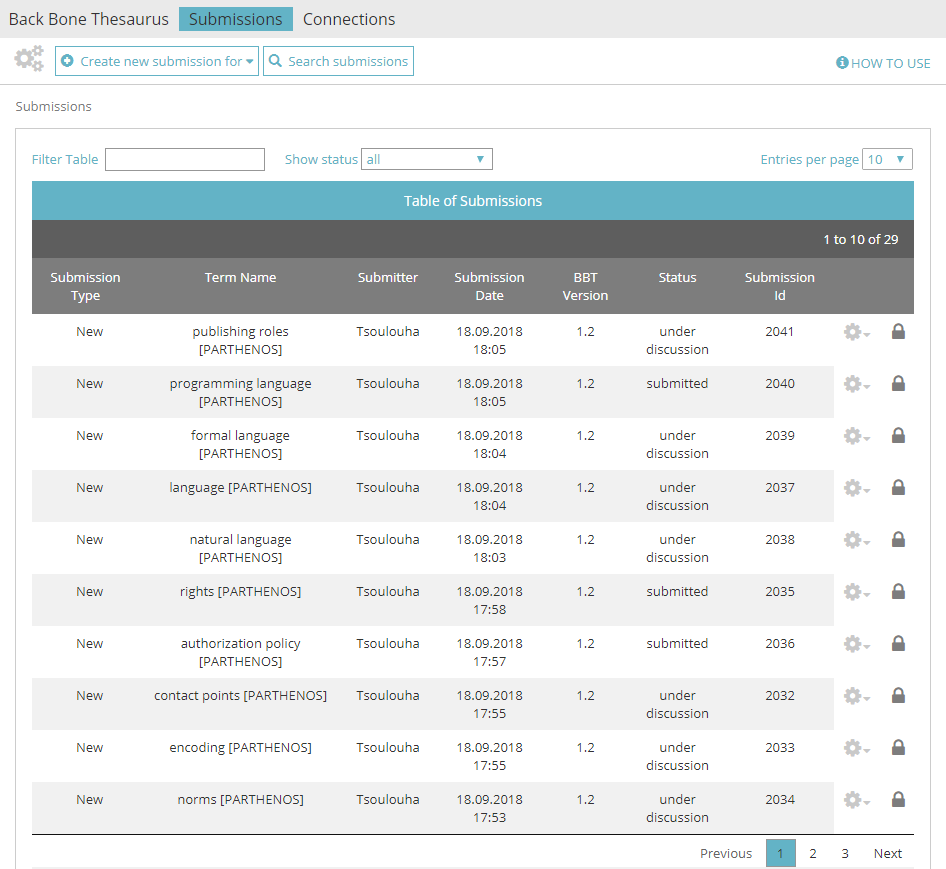 Back Bone Thesaurus Submissions Connections
Create new submission for Search submissions HOW TO USE
Submissions
Filter Table Show status all Entries per page 10
Table of Submissions
1 to 10 of 29
Submission Term Name Submitter Submission BBT Status Submission
Type Date Version Id
New publishing roles Tsoulouha 18.09.2018 1.2 under 2041
[PARTHENOS] 18:05 discussion
New programming language Tsoulouha 18.09.2018 1.2 submitted 2040
[PARTHENOS] 18:05
New formal language Tsoulouha 18.09.2018 1.2 under 2039
[PARTHENOS] 18:04 discussion
New language [PARTHENOS] Tsoulouha 18.09.2018 1.2 under 2037
18:04 discussion
New natural language Tsoulouha 18.09.2018 1.2 under 2038
[PARTHENOS] 18:03 discussion
New rights [PARTHENOS] Tsoulouha 18.09.2018 1.2 submitted 2035
17:58
New authorization policy Tsoulouha 18.09.2018 1.2 submitted 2036
[PARTHENOS] 17:57
New contact points [PARTHENOS] Tsoulouha 18.09.2018 1.2 under 2032
17:55 discussion
New encoding [PARTHENOS] Tsoulouha 18.09.2018 1.2 under 2033
17:55 discussion
New norms [PARTHENOS] Tsoulouha 18.09.2018 1.2 under 2034
17:53 discussion
Previous 1 2 3 Next